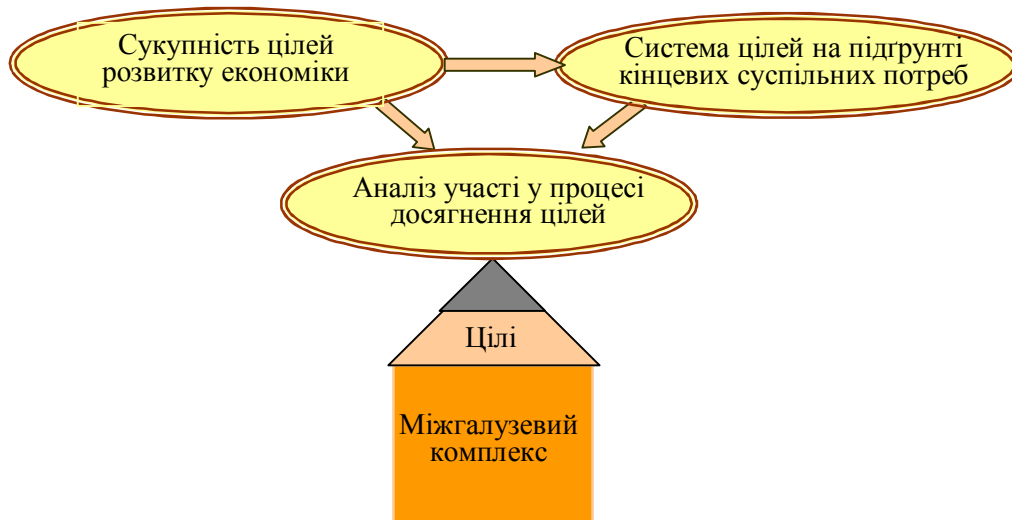 Сукупність цілей
розвитку економіки
Система цілей на підґрунті
кінцевих суспільних потреб
Аналіз участі у процесі
досягнення цілей
Цілі
Міжгалузевий
комплекс